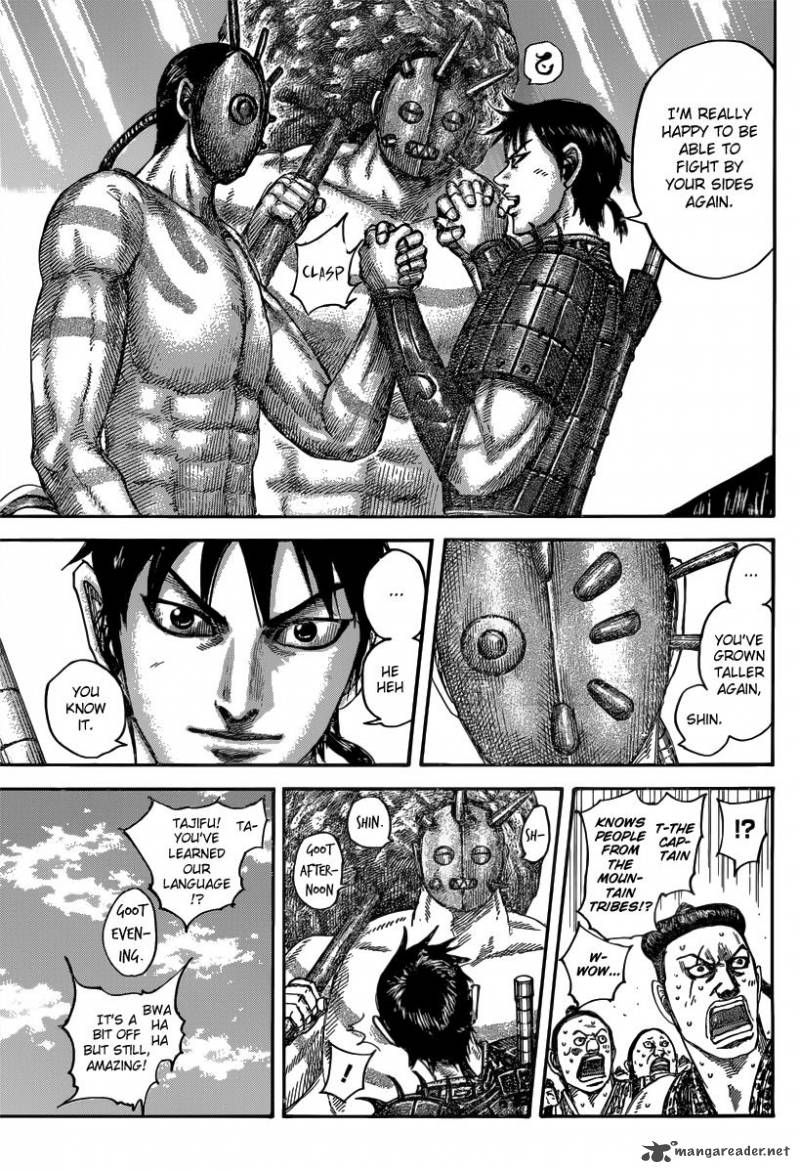 I'M REALLY
HAPPY TO BE
ABLE TO
FIGHT BY
YOUR SIDES
AGAIN.
CLASP
...
YOU'VE
GROWN
TALLER
AGAIN,
SHIN.
...
HE
HEH
YOU
KNOW
IT.
!?
T-THE
CAP-
TAIN
KNOWS
PEOPLE
FROM
THE
MOUN-
TAIN
TRIBES!?
W-
WOW...
SH-
SHIN.
GOOT
AFTER-
NOON
!
TA-
TAJIFU!
YOU'VE
LEARNED
OUR
LANGUAGE
!?
GOOT
EVEN-
ING.
BWA
HA
HA
IT'S A
BIT OFF
BUT STILL,
AMAZING!
mangareader.net